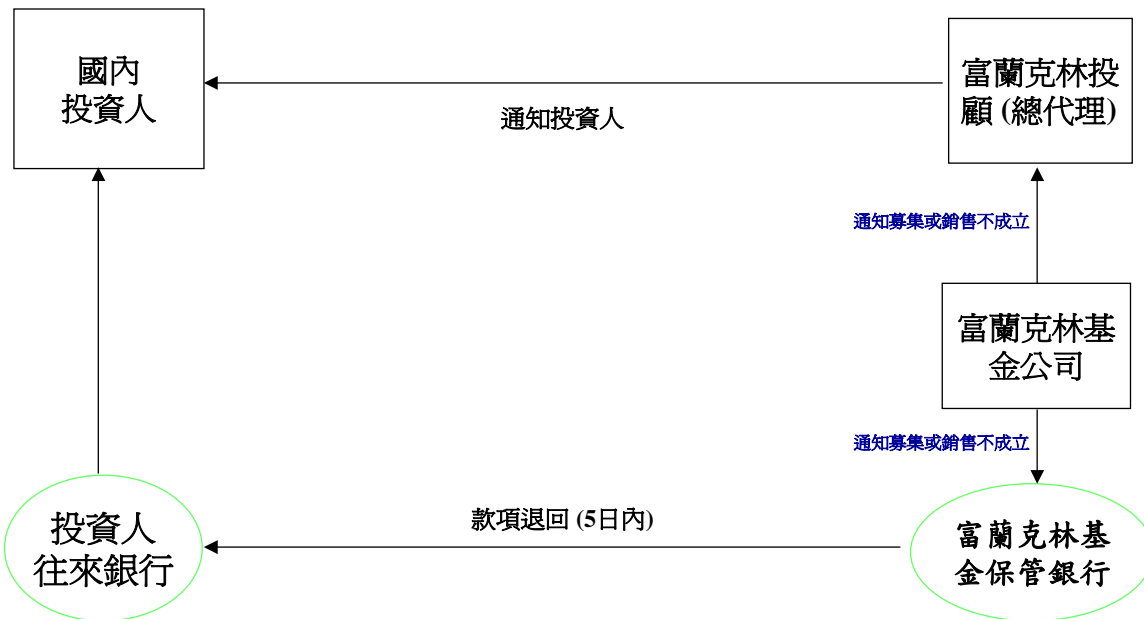 國內
投資人
富蘭克林投
顧 (總代理)
通知投資人
通知募集或銷售不成立
富蘭克林基
金公司
通知募集或銷售不成立
投資人
往來銀行
款項退回 (5日內)
富蘭克林基
金保管銀行